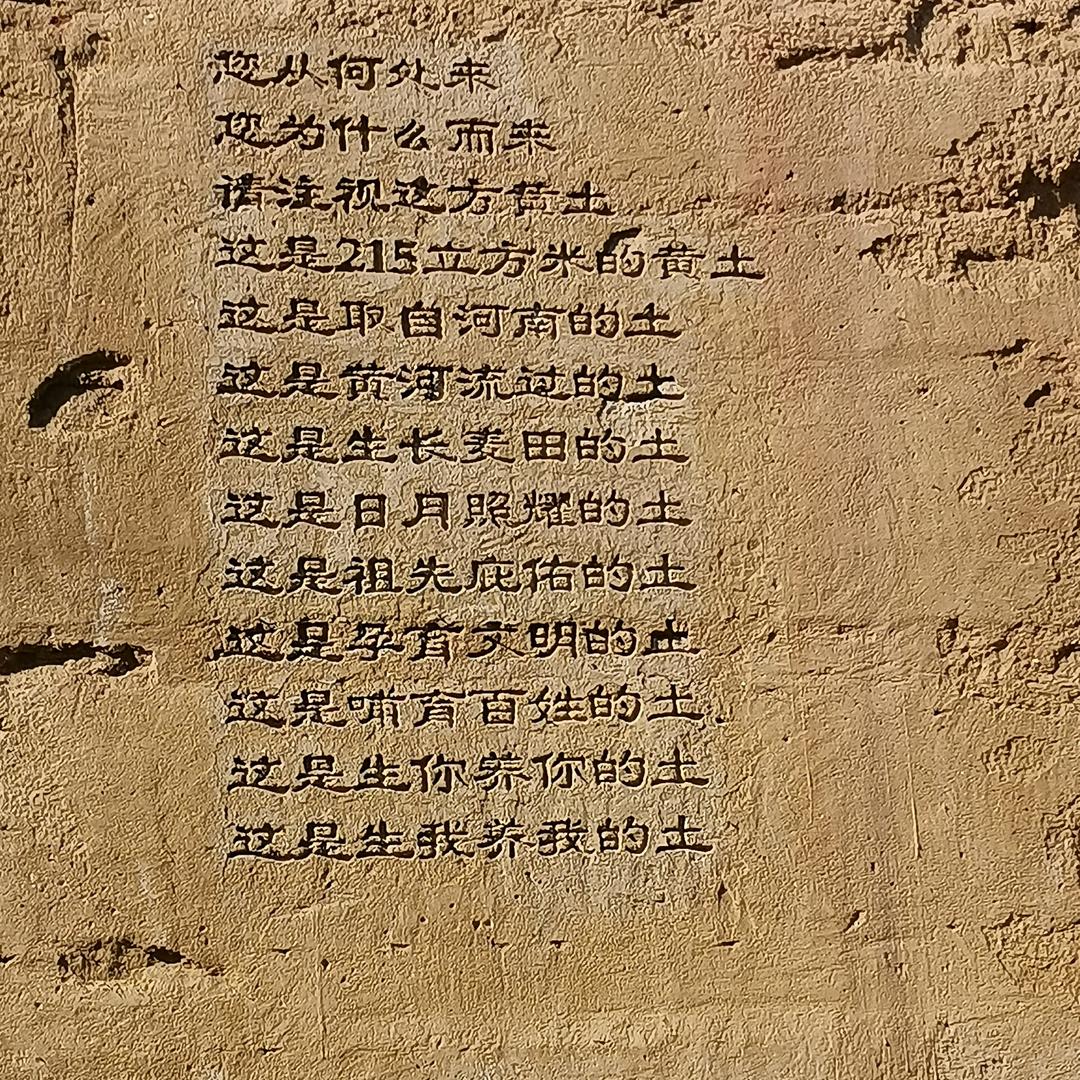 您从何处来
您为什么而来
请注视这方黄土
这是215立方米的黄土
这是取自河南的土
这是黄河流过的土
这是生长麦田的土
这是日月照耀的土
这是祖先庇佑的土
这是孕育文明的土
这是哺育百姓的土
这是生你养你的土
这是生我养我的土